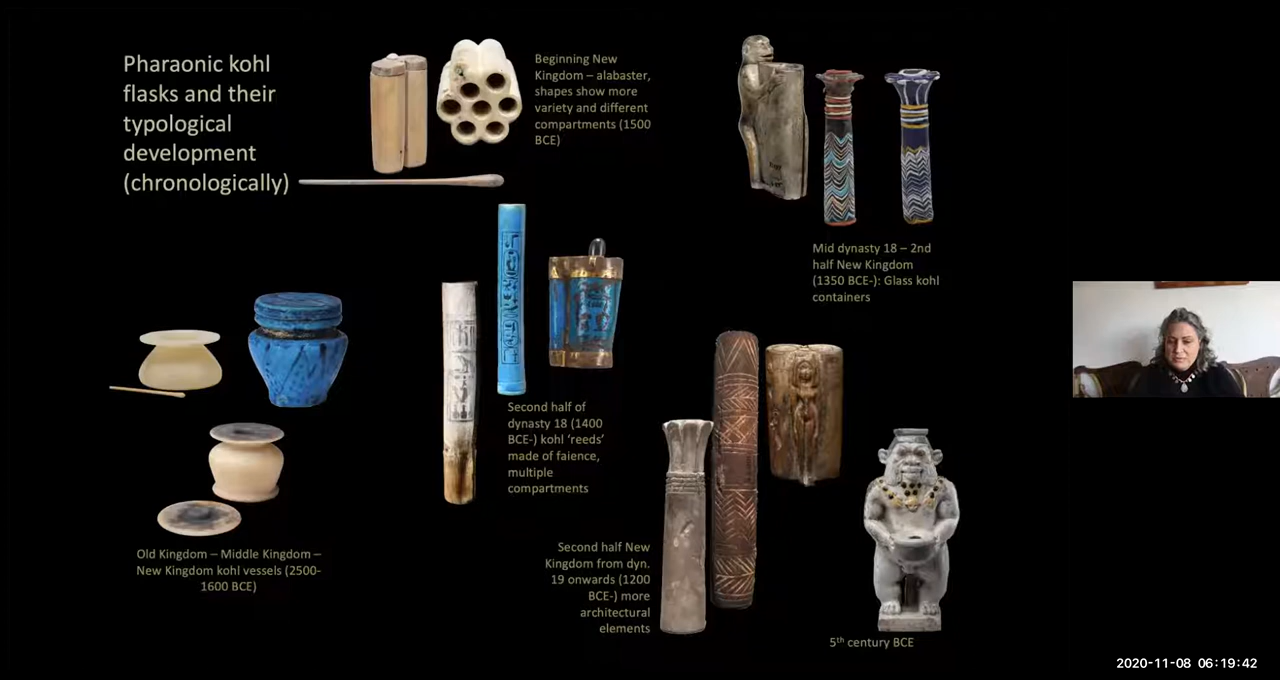 Pharaonic kohl
flasks and their
typological
development
(chronologically)
Beginning New
Kingdom – alabaster,
shapes show more
variety and different
compartments (1500
BCE)
Mid dynasty 18 – 2nd
half New Kingdom
(1350 BCE-): Glass kohl
containers
Second half of
dynasty 18 (1400
BCE-) kohl ‘reeds’
made of faience,
multiple
compartments
Old Kingdom – Middle Kingdom –
New Kingdom kohl vessels (2500-
1600 BCE)
Second half New
Kingdom from dyn.
19 onwards (1200
BCE-) more
architectural
elements
5th century BCE
2020-11-08 06:19:42